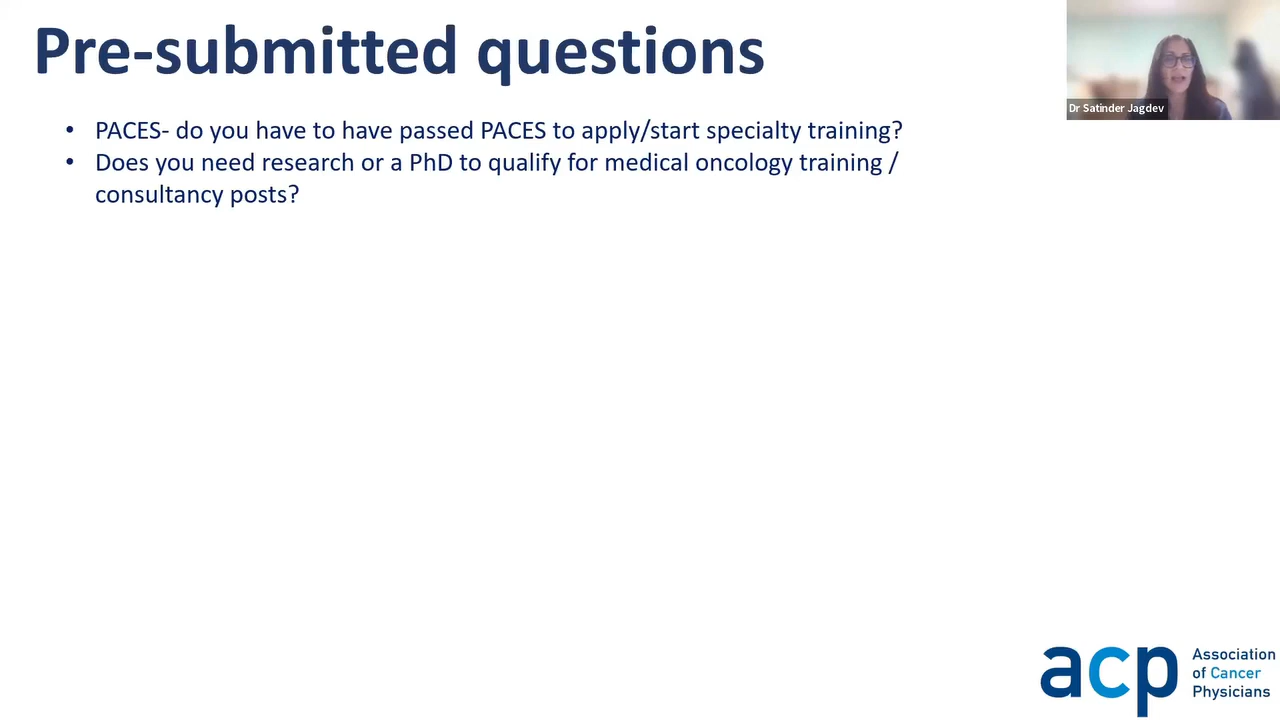 Pre-submitted questions
Dr Satinder Jagdev
• PACES- do you have to have passed PACES to apply/start specialty training?
• Does you need research or a PhD to qualify for medical oncology training /
consultancy posts?
acp
Association
of Cancer
Physicians